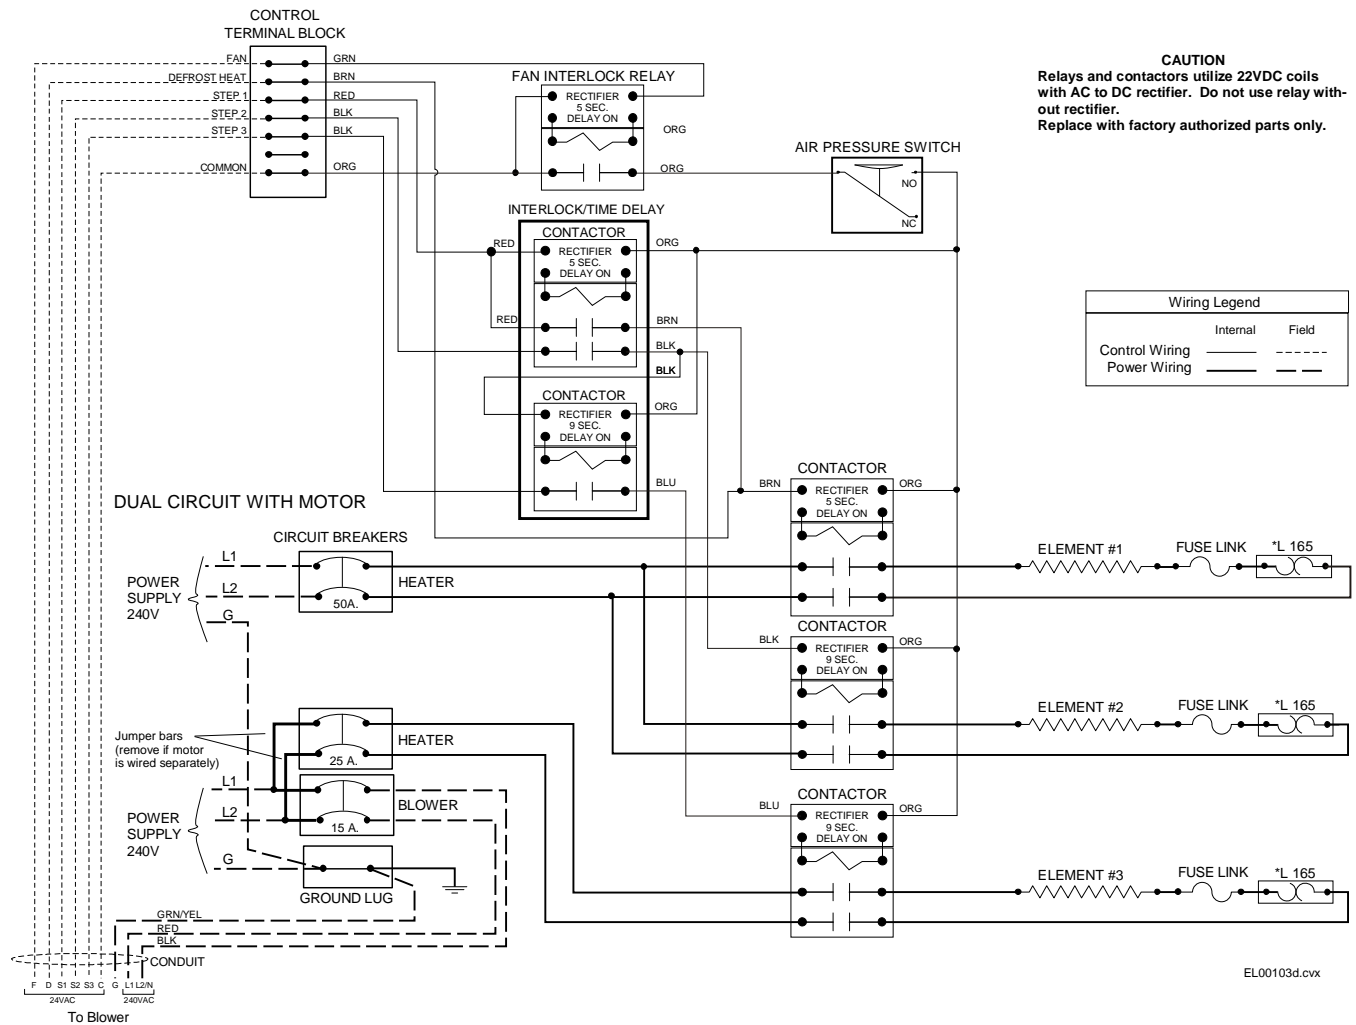 CONTROL
TERMINAL BLOCK
FAN
GRN
DEFROST HEAT
BRN
STEP 1
RED
STEP 2
BLK
STEP 3
BLK
COMMON
ORG
FAN INTERLOCK RELAY
RECTIFIER
5 SEC.
DELAY ON
ORG
ORG
AIR PRESSURE SWITCH
NO
NC
CAUTION
Relays and contactors utilize 22VDC coils
with AC to DC rectifier. Do not use relay with-
out rectifier.
Replace with factory authorized parts only.
INTERLOCK/TIME DELAY
CONTACTOR
RED
RECTIFIER
5 SEC.
DELAY ON
ORG
RED
BRN
BLK
BLK
CONTACTOR
RECTIFIER
9 SEC.
DELAY ON
ORG
BLU
Wiring Legend
Internal Field
Control Wiring
Power Wiring
DUAL CIRCUIT WITH MOTOR
CIRCUIT BREAKERS
L1
L2
G
POWER
SUPPLY
240V
HEATER
50A.
CONTACTOR
BRN
RECTIFIER
5 SEC.
DELAY ON
ORG
ELEMENT #1
FUSE LINK
*L 165
CONTACTOR
BLK
RECTIFIER
9 SEC.
DELAY ON
ORG
ELEMENT #2
FUSE LINK
*L 165
Jumper bars
(remove if motor
is wired separately)
HEATER
25 A.
L1
L2
G
POWER
SUPPLY
240V
BLOWER
15 A.
GROUND LUG
CONTACTOR
BLU
RECTIFIER
9 SEC.
DELAY ON
ORG
ELEMENT #3
FUSE LINK
*L 165
GRN/YEL
RED
BLK
CONDUIT
F D S1 S2 S3 C G L1 L2/N
24VAC 240VAC
To Blower
EL00103d.cvx